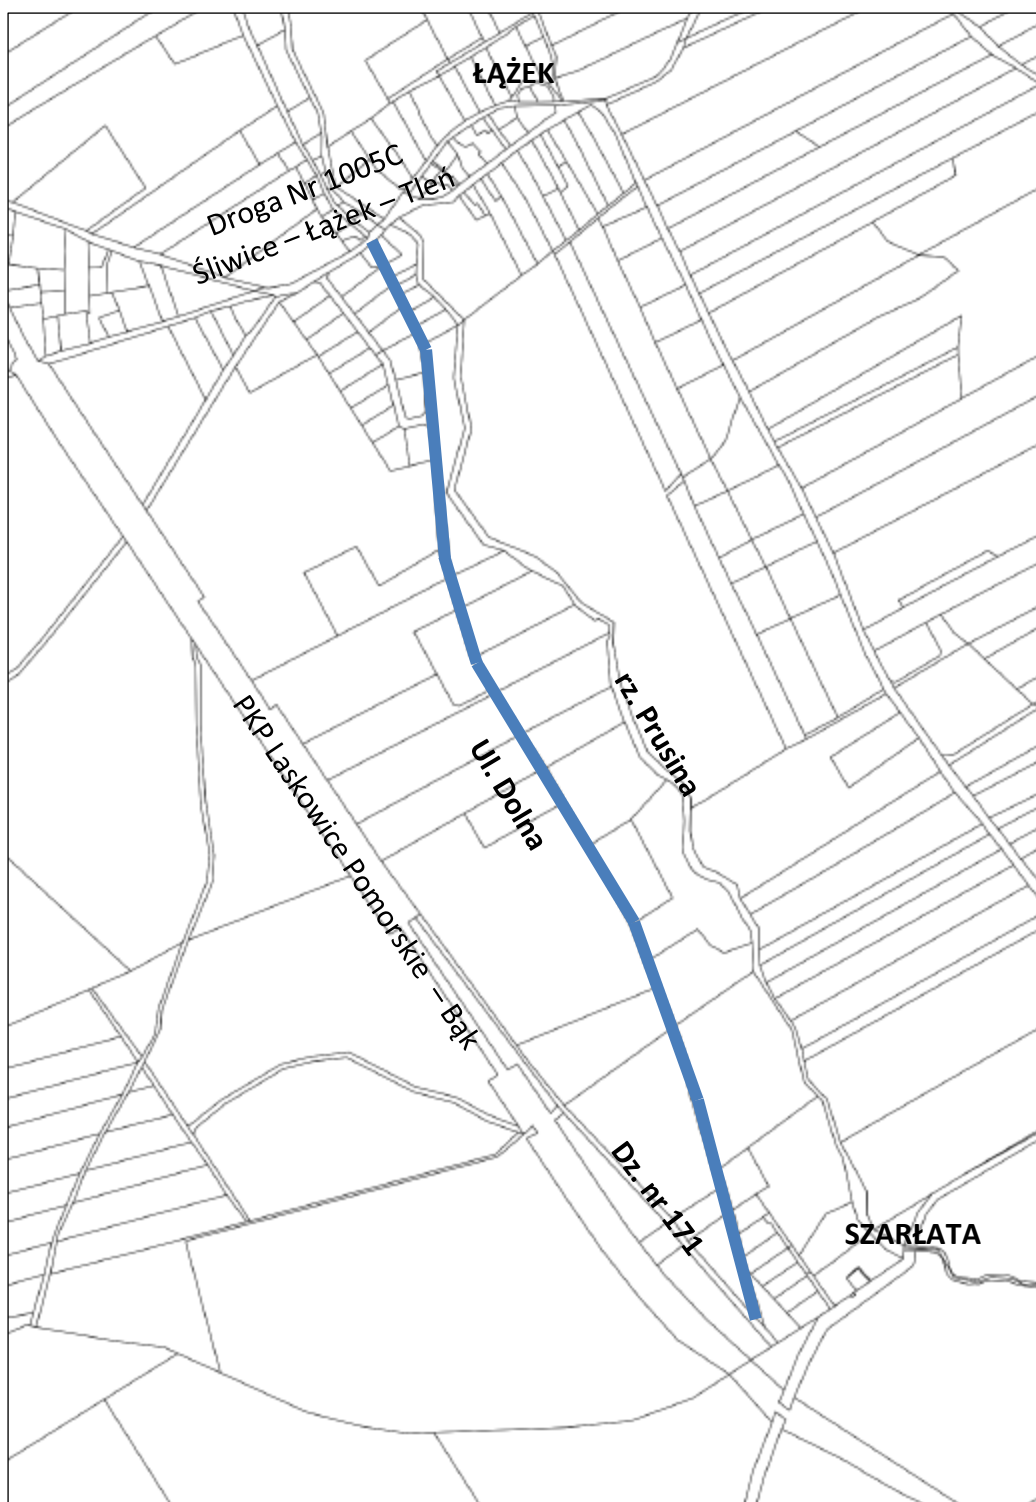 ŁĄŻEK
Droga Nr 1005C
Śliwice – Łążek – Tleń
rz. Prusina
PKP Laskowice Pomorskie – Bąk
Ul. Dolna
Dz. nr 171
SZARŁATA